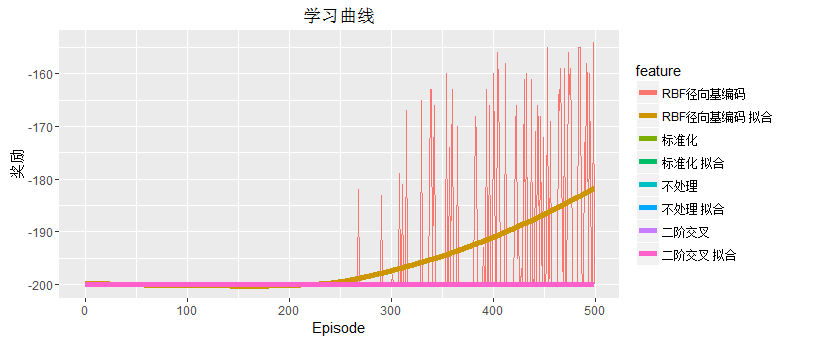 学习曲线
奖励
-160
-170
-180
-190
-200
0 100 200 300 400 500
Episode
feature
RBF径向基编码
RBF径向基编码 拟合
标准化
标准化 拟合
不处理
不处理 拟合
二阶交叉
二阶交叉 拟合